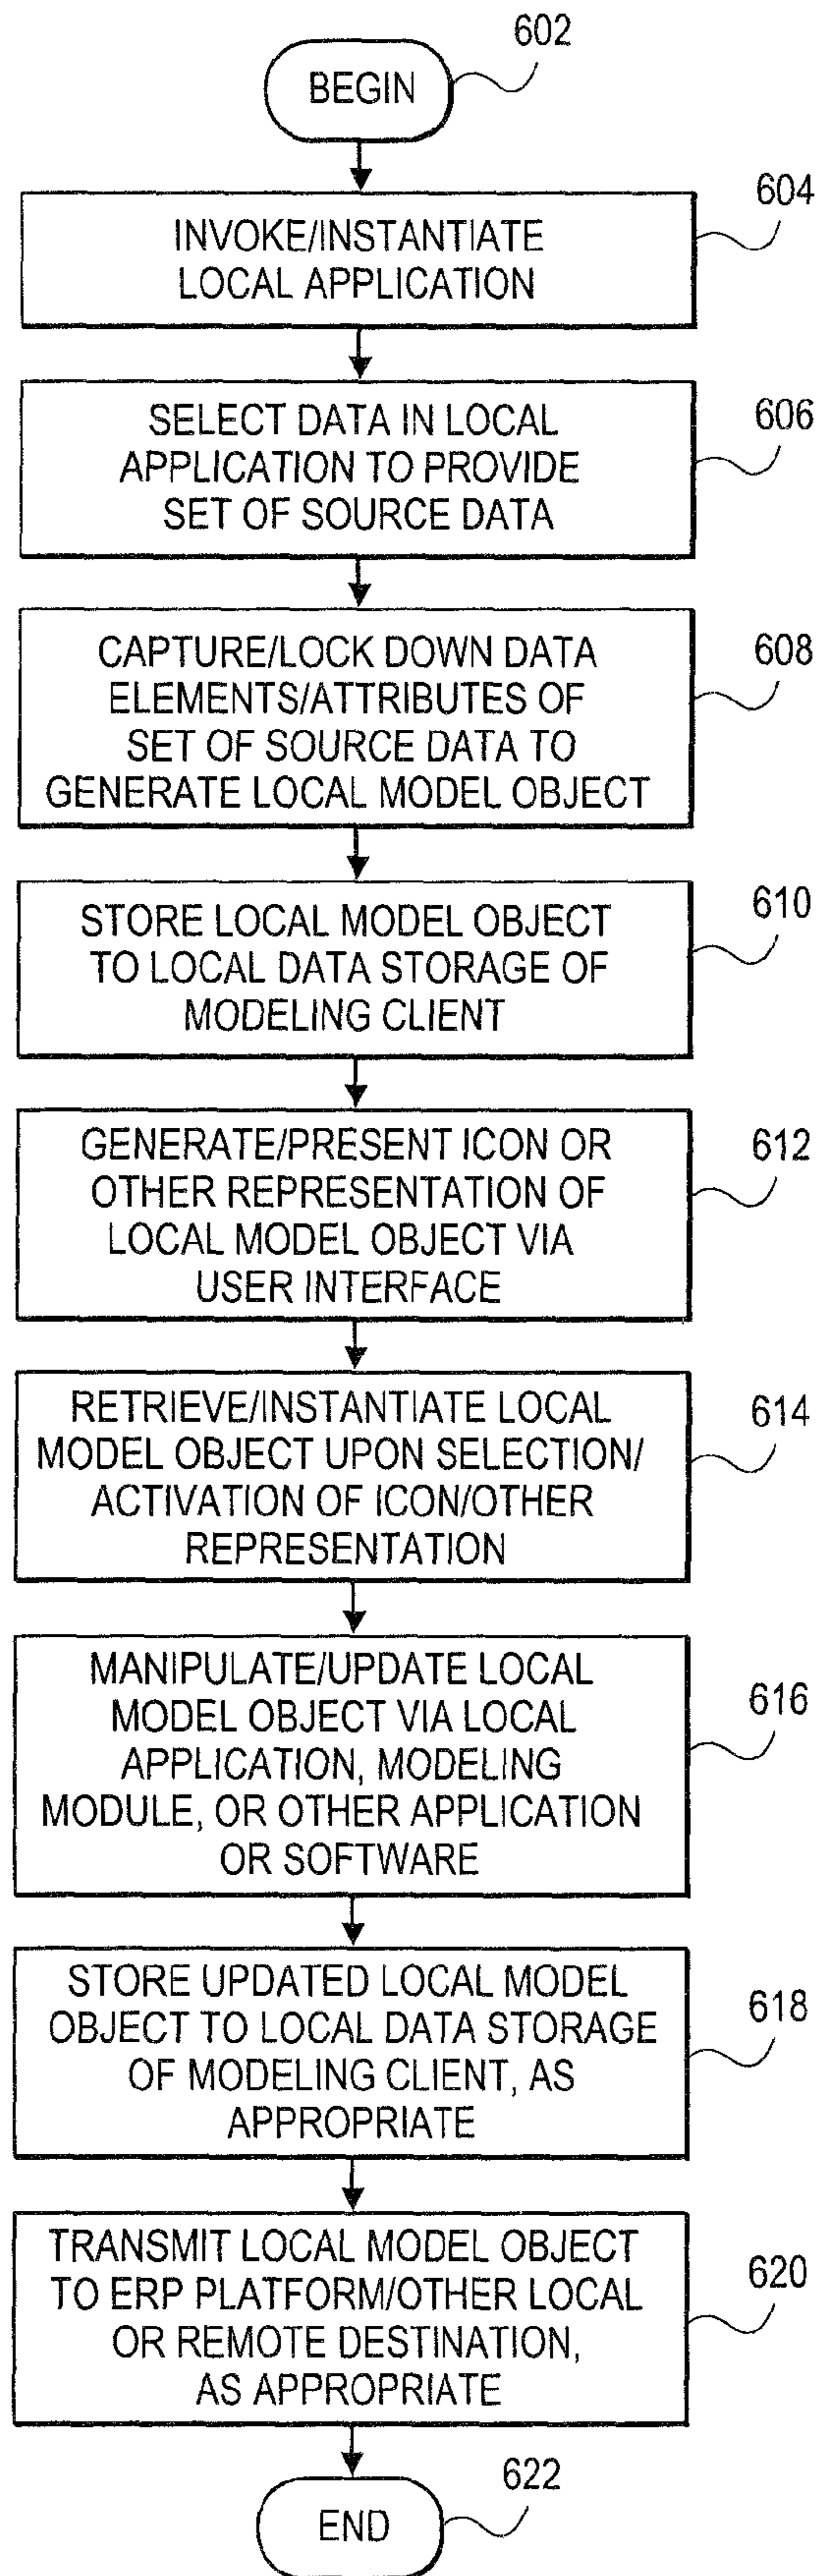 602
BEGIN
604
INVOKE/INSTANTIATE
LOCAL APPLICATION
606
SELECT DATA IN LOCAL
APPLICATION TO PROVIDE
SET OF SOURCE DATA
608
CAPTURE/LOCK DOWN DATA
ELEMENTS/ATTRIBUTES OF
SET OF SOURCE DATA TO
GENERATE LOCAL MODEL OBJECT
610
STORE LOCAL MODEL OBJECT
TO LOCAL DATA STORAGE OF
MODELING CLIENT
612
GENERATE/PRESENT ICON OR
OTHER REPRESENTATION OF
LOCAL MODEL OBJECT VIA
USER INTERFACE
614
RETRIEVE/INSTANTIATE LOCAL
MODEL OBJECT UPON SELECTION/
ACTIVATION OF ICON/OTHER
REPRESENTATION
616
MANIPULATE/UPDATE LOCAL
MODEL OBJECT VIA LOCAL
APPLICATION, MODELING
MODULE, OR OTHER APPLICATION
OR SOFTWARE
618
STORE UPDATED LOCAL MODEL
OBJECT TO LOCAL DATA STORAGE
OF MODELING CLIENT, AS
APPROPRIATE
620
TRANSMIT LOCAL MODEL OBJECT
TO ERP PLATFORM/OTHER LOCAL
OR REMOTE DESTINATION,
AS APPROPRIATE
622
END